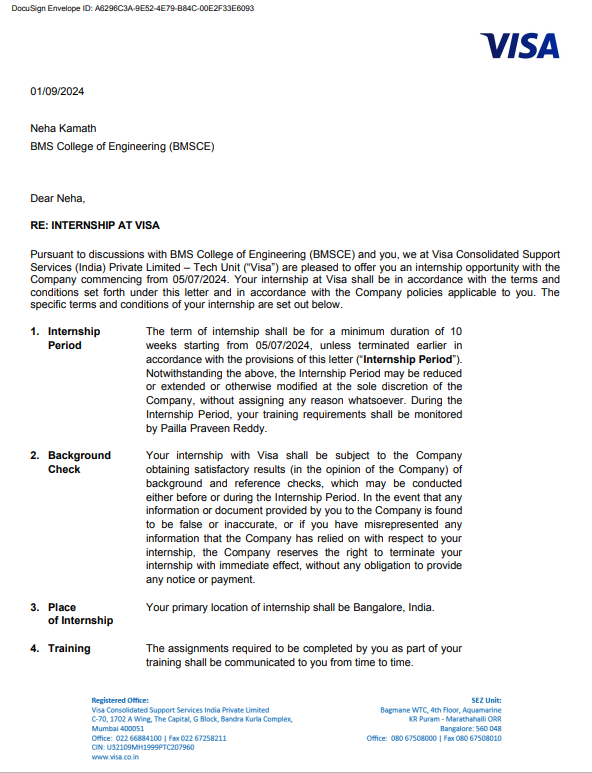 DocuSign Envelope ID: A6296C3A-9E52-4E79-B84C-00E2F33E6093
VISA
01/09/2024
Neha Kamath
BMS College of Engineering (BMSCE)
Dear Neha,
RE: INTERNSHIP AT VISA
Pursuant to discussions with BMS College of Engineering (BMSCE) and you, we at Visa Consolidated Support
Services (India) Private Limited – Tech Unit (“Visa”) are pleased to offer you an internship opportunity with the
Company commencing from 05/07/2024. Your internship at Visa shall be in accordance with the terms and
conditions set forth under this letter and in accordance with the Company policies applicable to you. The
specific terms and conditions of your internship are set out below.
1. Internship Period
The term of internship shall be for a minimum duration of 10
weeks starting from 05/07/2024, unless terminated earlier in
accordance with the provisions of this letter (“Internship Period”).
Notwithstanding the above, the Internship Period may be reduced
or extended or otherwise modified at the sole discretion of the
Company, without assigning any reason whatsoever. During the
Internship Period, your training requirements shall be monitored
by Pailla Praveen Reddy.
2. Background Check
Your internship with Visa shall be subject to the Company
obtaining satisfactory results (in the opinion of the Company) of
background and reference checks, which may be conducted
either before or during the Internship Period. In the event that any
information or document provided by you to the Company is found
to be false or inaccurate, or if you have misrepresented any
information that the Company has relied on with respect to your
internship, the Company reserves the right to terminate your
internship with immediate effect, without any obligation to provide
any notice or payment.
3. Place of Internship
Your primary location of internship shall be Bangalore, India.
4. Training
The assignments required to be completed by you as part of your
training shall be communicated to you from time to time.
Registered Office:
Visa Consolidated Support Services India Private Limited
C-70, 1702 A Wing, The Capital, G Block, Bandra Kurla Complex,
Mumbai 400051
Office: 022 66884100 | Fax 022 67258211
CIN: U32109MH1999PTC207960
www.visa.co.in
SEZ Unit:
Bagmane WTC, 4th Floor, Aquamarine
KR Puram - Marathahalli ORR
Bangalore: 560 048
Office: 080 67508000 | Fax 080 67508010